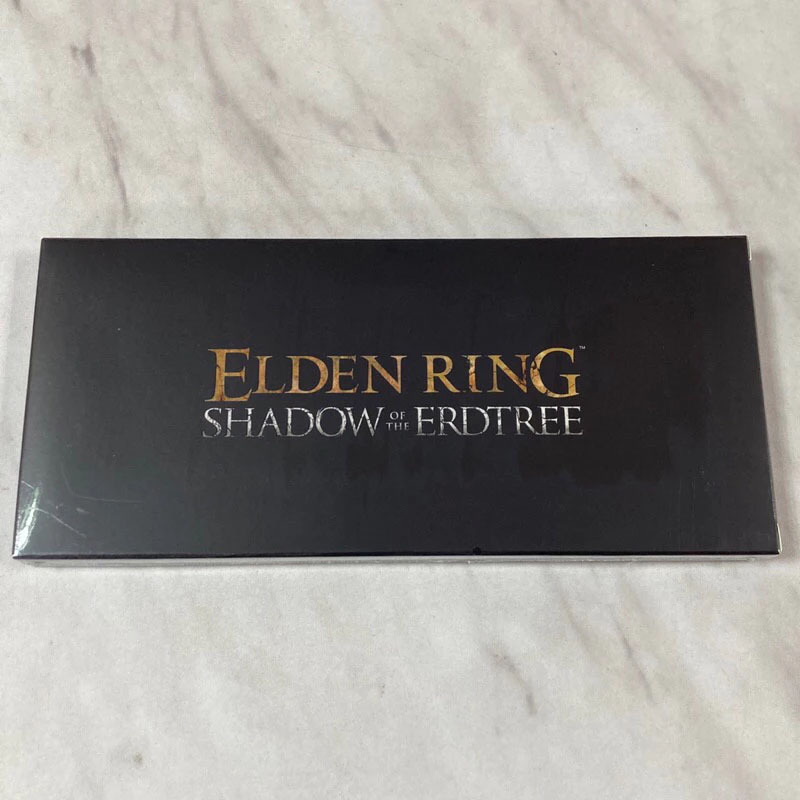 ELDEN RING™
SHADOW OF THE ERDTREE